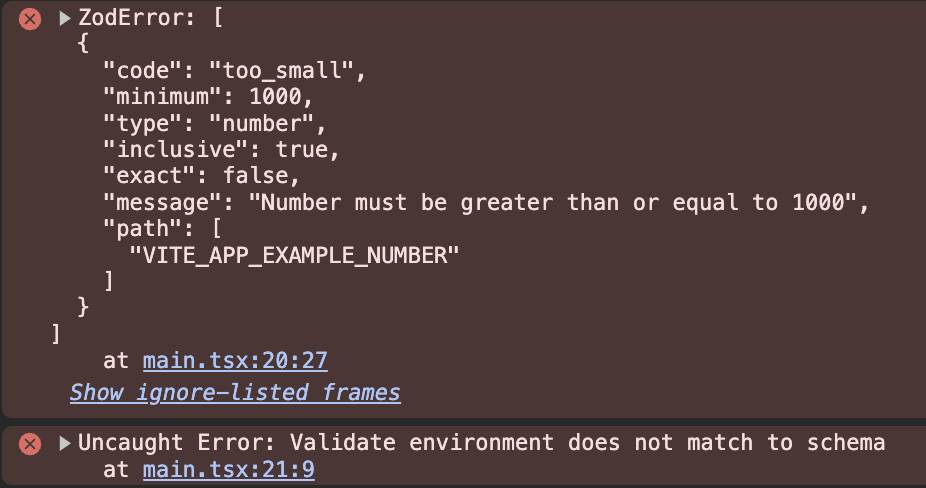 ZodError: [
{
"code": "too_small",
"minimum": 1000,
"type": "number",
"inclusive": true,
"exact": false,
"message": "Number must be greater than or equal to 1000",
"path": [
"VITE_APP_EXAMPLE_NUMBER"
]
}
]
at main.tsx:20:27
Show ignore-listed frames
Uncaught Error: Validate environment does not match to schema
at main.tsx:21:9